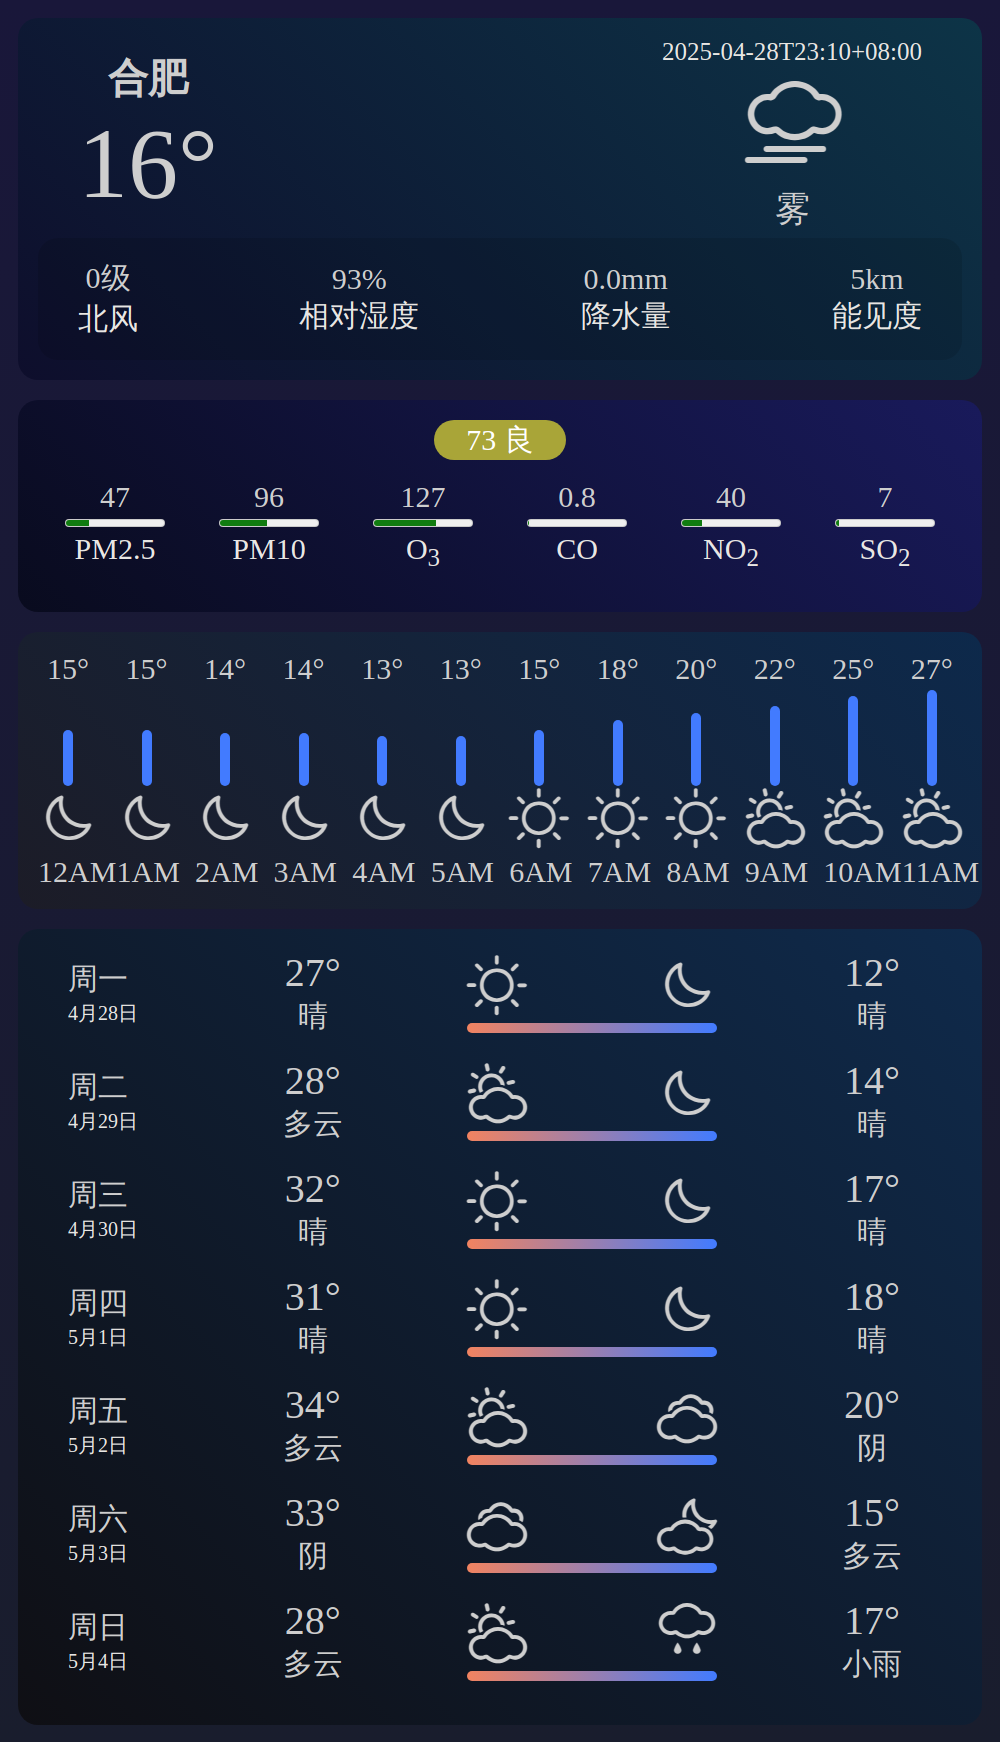 合肥
16°
2025-04-28T23:10+08:00
雾
0级 93% 0.0mm 5km
北风 相对湿度 降水量 能见度
73 良
47 96 127 0.8 40 7
PM2.5 PM10 O3 CO NO2 SO2
15° 15° 14° 14° 13° 13° 15° 18° 20° 22° 25° 27°
12AM 1AM 2AM 3AM 4AM 5AM 6AM 7AM 8AM 9AM 10AM 11AM
周一 27° 12°
4月28日 晴 晴
周二 28° 14°
4月29日 多云 晴
周三 32° 17°
4月30日 晴 晴
周四 31° 18°
5月1日 晴 晴
周五 34° 20°
5月2日 多云 阴
周六 33° 15°
5月3日 阴 多云
周日 28° 17°
5月4日 多云 小雨